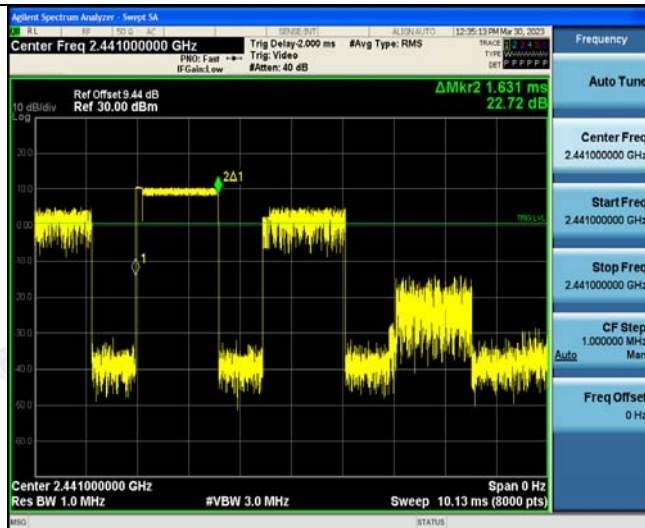 Agilent Spectrum Analyzer - Swept SA
RL RF 50 Ω AC SENSE:INT ALIGN AUTO 12:35:13 PM Mar 30, 2023
Center Freq 2.441000000 GHz
PNO: Fast
IFGain:Low
Trig Delay-2.000 ms
Trig: Video
#Atten: 40 dB
#Avg Type: RMS
TRACE 1 2 3 4 5 6
TYPE
DET P P P P P P
Ref Offset 9.44 dB
Ref 30.00 dBm
10 dB/div
Log
ΔMkr2 1.631 ms
22.72 dB
20.0
10.0
0.00
-10.0
-20.0
-30.0
-40.0
-50.0
-60.0
2Δ1
1
TRIG LVL
Center 2.441000000 GHz
Span 0 Hz
Res BW 1.0 MHz
#VBW 3.0 MHz
Sweep 10.13 ms (8000 pts)
MSG
STATUS
Frequency
Auto Tune
Center Freq
2.441000000 GHz
Start Freq
2.441000000 GHz
Stop Freq
2.441000000 GHz
CF Step
1.000000 MHz
Auto Man
Freq Offset
0 Hz